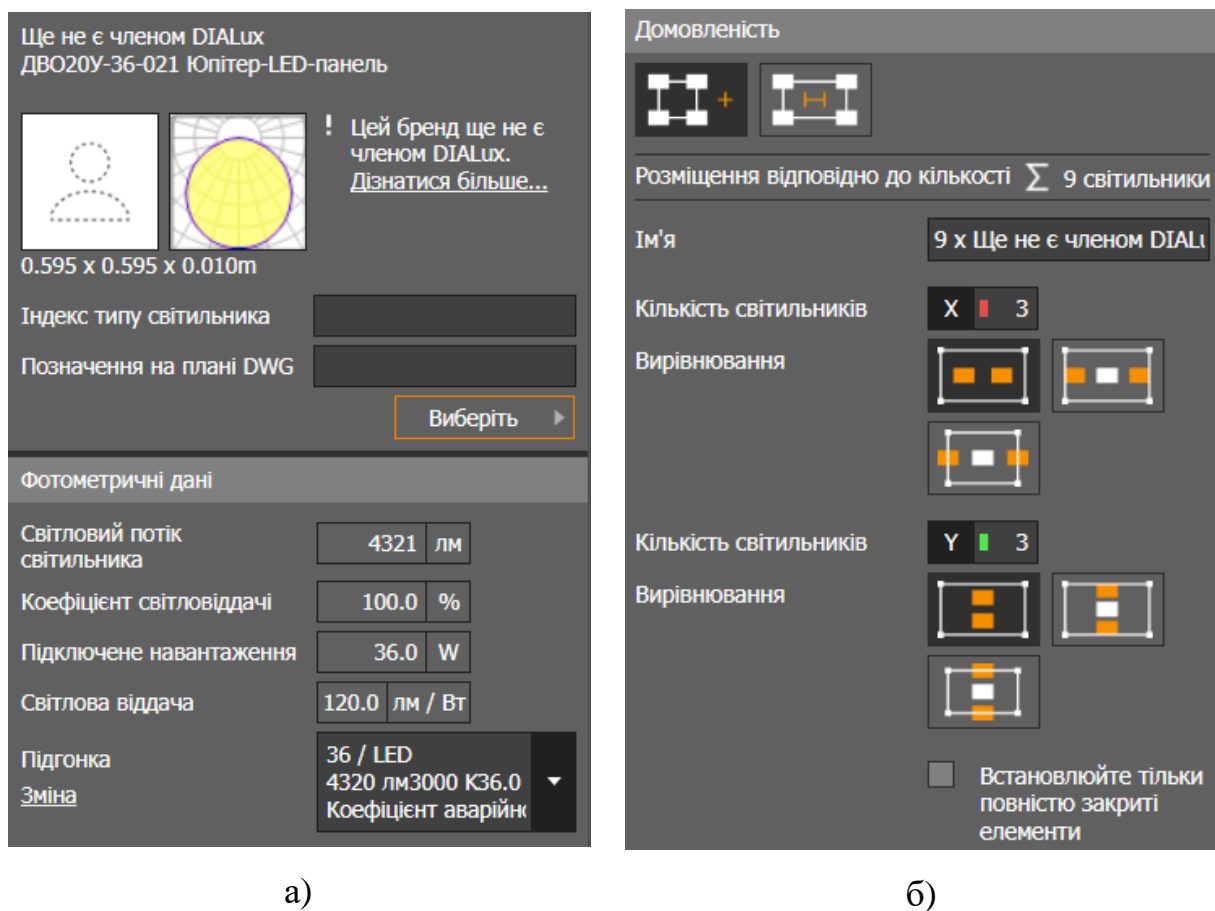 Ще не є членом DIALux
ДВО20У-36-021 Юпітер-LED-панель
! Цей бренд ще не є
членом DIALux.
Дізнатися більше...
0.595 x 0.595 x 0.010m
Індекс типу світильника
Позначення на плані DWG
Виберіть
Фотометричні дані
Світловий потік
світильника
4321 лм
Коефіцієнт світловіддачі 100.0 %
Підключене навантаження 36.0 W
Світлова віддача 120.0 лм / Вт
Підгонка
Зміна
36 / LED
4320 лм3000 K36.0
Коефіцієнт аварійн
а)
Домовленість
Розміщення відповідно до кількості ∑ 9 світильники
Ім'я 9 x Ще не є членом DIAL
Кількість світильників X 3
Вирівнювання
Кількість світильників Y 3
Вирівнювання
Встановлюйте тільки
повністю закриті
елементи
б)